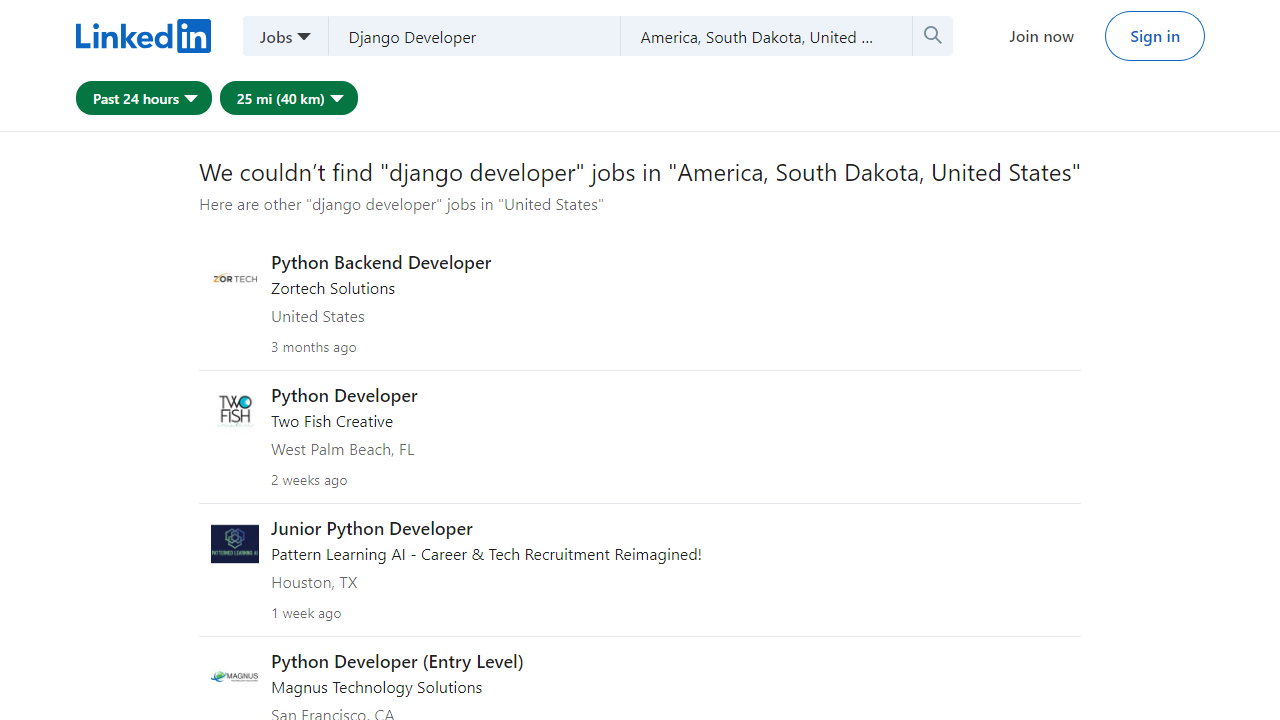 Linked in
Jobs
Django Developer
America, South Dakota, United ...
Join now
Sign in
Past 24 hours
25 mi (40 km)
We couldn’t find "django developer" jobs in "America, South Dakota, United States"
Here are other "django developer" jobs in "United States"
ZOR TECH
Python Backend Developer
Zortech Solutions
United States
3 months ago
TWO
FISH
Python Developer
Two Fish Creative
West Palm Beach, FL
2 weeks ago
PATTERNED LEARNING AI
Junior Python Developer
Pattern Learning AI - Career & Tech Recruitment Reimagined!
Houston, TX
1 week ago
MAGNUS
Python Developer (Entry Level)
Magnus Technology Solutions
San Francisco, CA